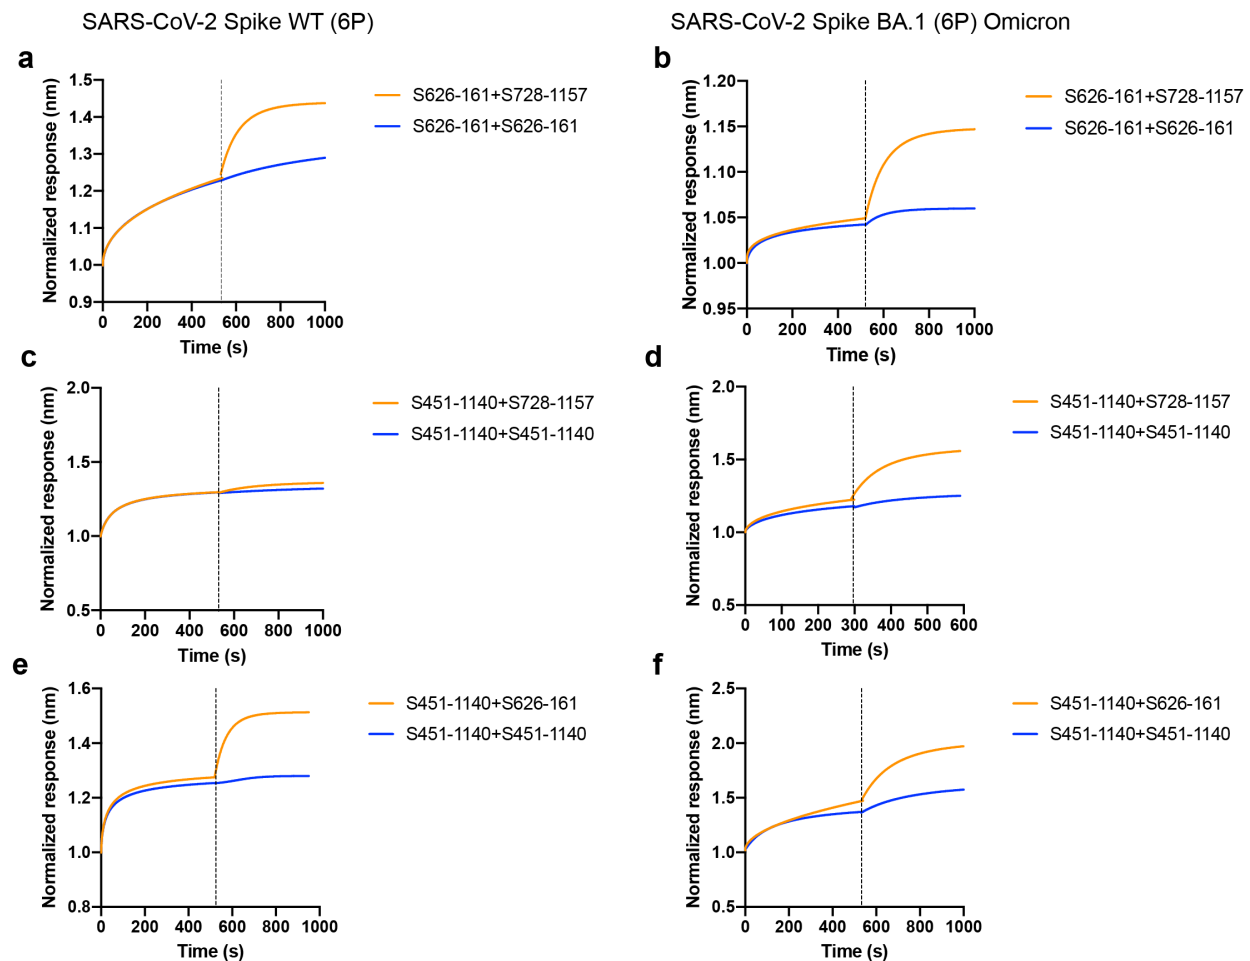 SARS-CoV-2 Spike WT (6P)
SARS-CoV-2 Spike BA.1 (6P) Omicron
a
Normalized response (nm)
1.5
1.4
1.3
1.2
1.1
1.0
0.9
0 200 400 600 800 1000
Time (s)
S626-161+S728-1157
S626-161+S626-161
b
Normalized response (nm)
1.20
1.15
1.10
1.05
1.00
0.95
0 200 400 600 800 1000
Time (s)
S626-161+S728-1157
S626-161+S626-161
c
Normalized response (nm)
2.0
1.5
1.0
0.5
0 200 400 600 800 1000
Time (s)
S451-1140+S728-1157
S451-1140+S451-1140
d
Normalized response (nm)
2.0
1.5
1.0
0.5
0 100 200 300 400 500 600
Time (s)
S451-1140+S728-1157
S451-1140+S451-1140
e
Normalized response (nm)
1.6
1.4
1.2
1.0
0.8
0 200 400 600 800 1000
Time (s)
S451-1140+S626-161
S451-1140+S451-1140
f
Normalized response (nm)
2.5
2.0
1.5
1.0
0.5
0 200 400 600 800 1000
Time (s)
S451-1140+S626-161
S451-1140+S451-1140